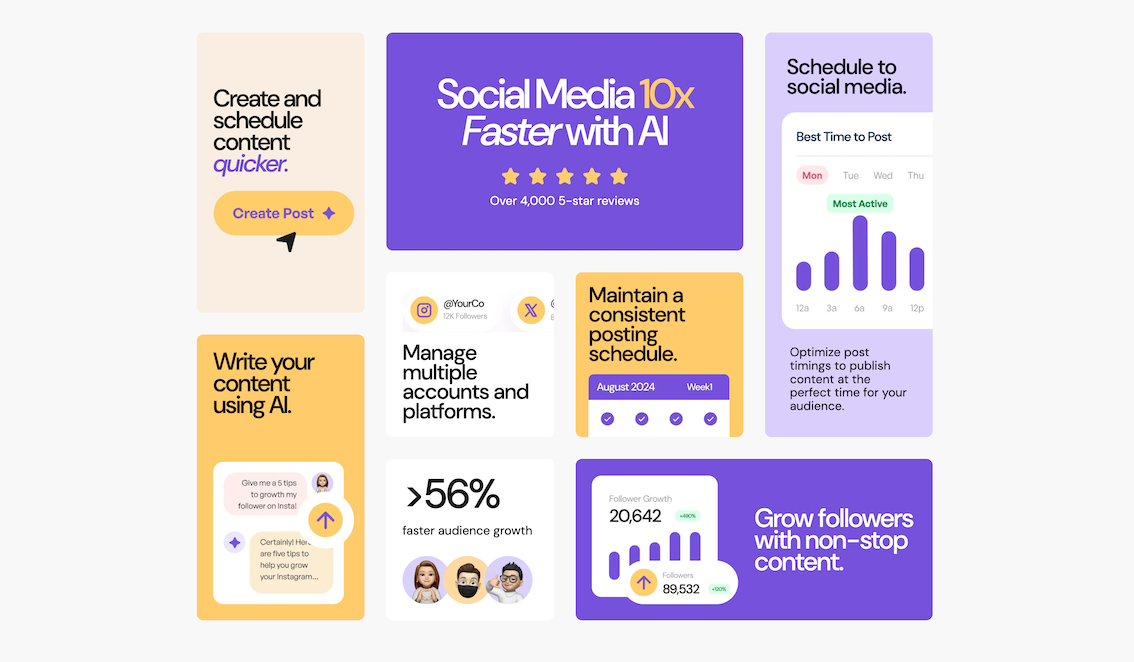 Create and
schedule
content
quicker.
Create Post
Social Media 10x
Faster with AI
Over 4,000 5-star reviews
Schedule to
social media.
Best Time to Post
Mon Tue Wed Thu
Most Active
12a 3a 6a 9a 12p
Optimize post
timings to publish
content at the
perfect time for your
audience.
@YourCo
12K Followers
@
8
Manage
multiple
accounts and
platforms.
Maintain a
consistent
posting
schedule.
August 2024 Week1
Write your
content
using AI.
Give me a 5 tips
to growth my
follower on Insta!
Certainly! Her
are five tips to
help you grow
your Instagram...
>56%
faster audience growth
Follower Growth
20,642 +490%
Followers
89,532 +120%
Grow followers
with non-stop
content.